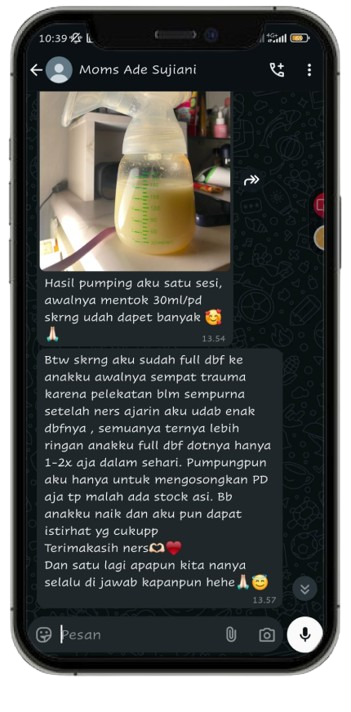 10:39
4G+
Moms Ade Sujiani
Hasil pumping aku satu sesi,
awalnya mentok 30ml/pd
skrng udah dapet banyak 🥰
🙏🏻
13.54
Btw skrng aku sudah full dbf ke
anakku awalnya sempat trauma
karena pelekatan blm sempurna
setelah ners ajarin aku udab enak
dbfnya , semuanya ternya lebih
ringan anakku full dbf dotnya hanya
1-2x aja dalam sehari. Pumpungpun
aku hanya untuk mengosongkan PD
aja tp malah ada stock asi. Bb
anakku naik dan aku pun dapat
istirhat yg cukupp
Terimakasih ners🫶🏻❤️
Dan satu lagi apapun kita nanya
selalu di jawab kapanpun hehe🙏🏻😇
13.57
Pesan